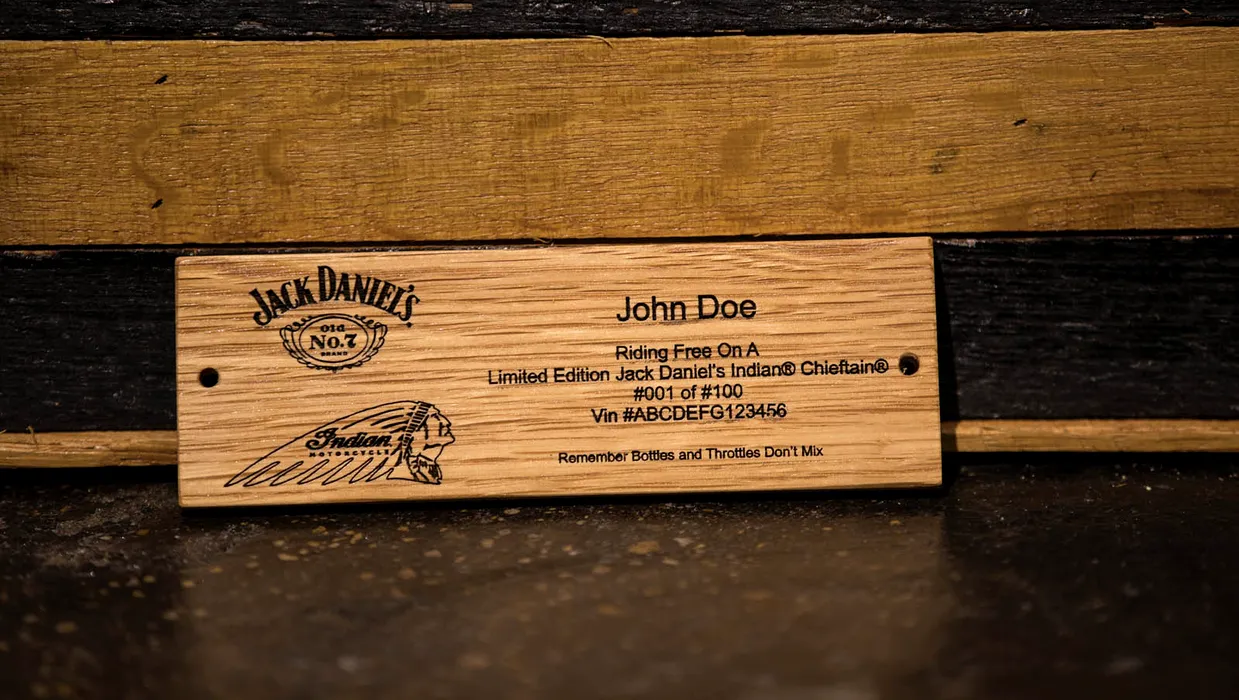 JACK DANIEL'S
Old
No.7
BRAND
Indian
MOTORCYCLE
John Doe
Riding Free On A
Limited Edition Jack Daniel's Indian® Chieftain®
#001 of #100
Vin #ABCDEFG123456
Remember Bottles and Throttles Don't Mix